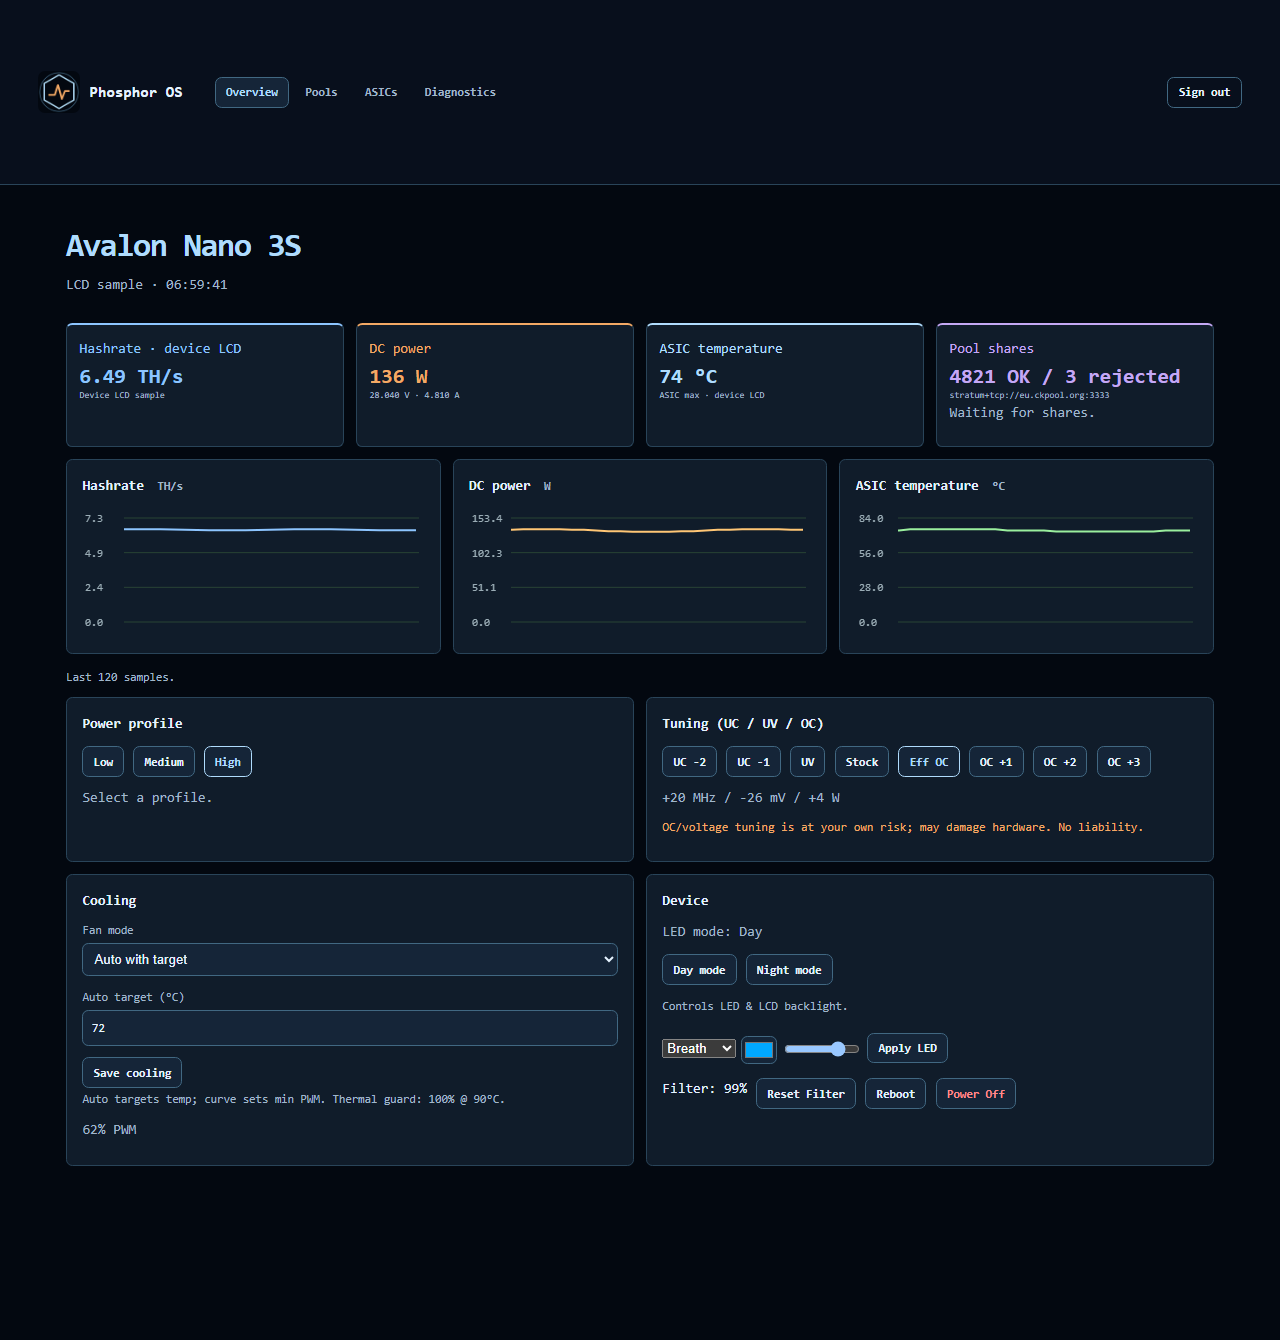 Phosphor OS
Overview
Pools
ASICs
Diagnostics
Sign out
Avalon Nano 3S
LCD sample · 06:59:41
Hashrate · device LCD
6.49 TH/s
Device LCD sample
DC power
136 W
28.040 V · 4.810 A
ASIC temperature
74 °C
ASIC max · device LCD
Pool shares
4821 OK / 3 rejected
stratum+tcp://eu.ckpool.org:3333
Waiting for shares.
Hashrate TH/s
7.3
4.9
2.4
0.0
DC power W
153.4
102.3
51.1
0.0
ASIC temperature °C
84.0
56.0
28.0
0.0
Last 120 samples.
Power profile
Low
Medium
High
Select a profile.
Tuning (UC / UV / OC)
UC -2
UC -1
UV
Stock
Eff OC
OC +1
OC +2
OC +3
+20 MHz / -26 mV / +4 W
OC/voltage tuning is at your own risk; may damage hardware. No liability.
Cooling
Fan mode
Auto with target
Auto target (°C)
72
Save cooling
Auto targets temp; curve sets min PWM. Thermal guard: 100% @ 90°C.
62% PWM
Device
LED mode: Day
Day mode
Night mode
Controls LED & LCD backlight.
Breath
Apply LED
Filter: 99%
Reset Filter
Reboot
Power Off